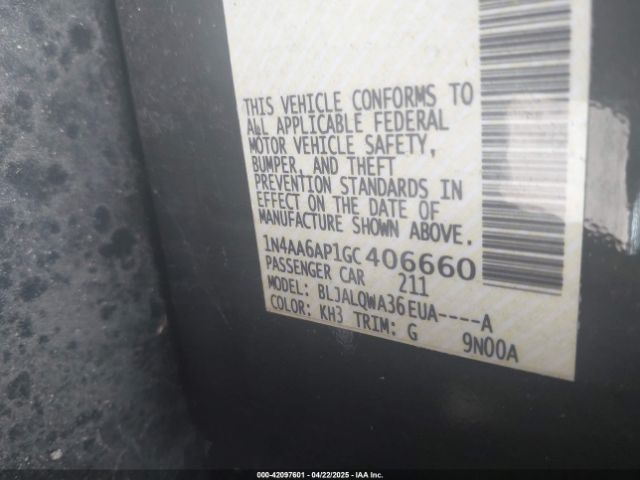 THIS VEHICLE CONFORMS TO
ALL APPLICABLE FEDERAL
MOTOR VEHICLE SAFETY,
BUMPER, AND THEFT
PREVENTION STANDARDS IN
EFFECT ON THE DATE OF
MANUFACTURE SHOWN ABOVE.
1N4AA6AP1GC 406660
PASSENGER CAR 211
MODEL: BLJALQWA36EUA----A
COLOR: KH3 TRIM: G 9N00A
000-42097601 - 04/22/2025 - IAA Inc.